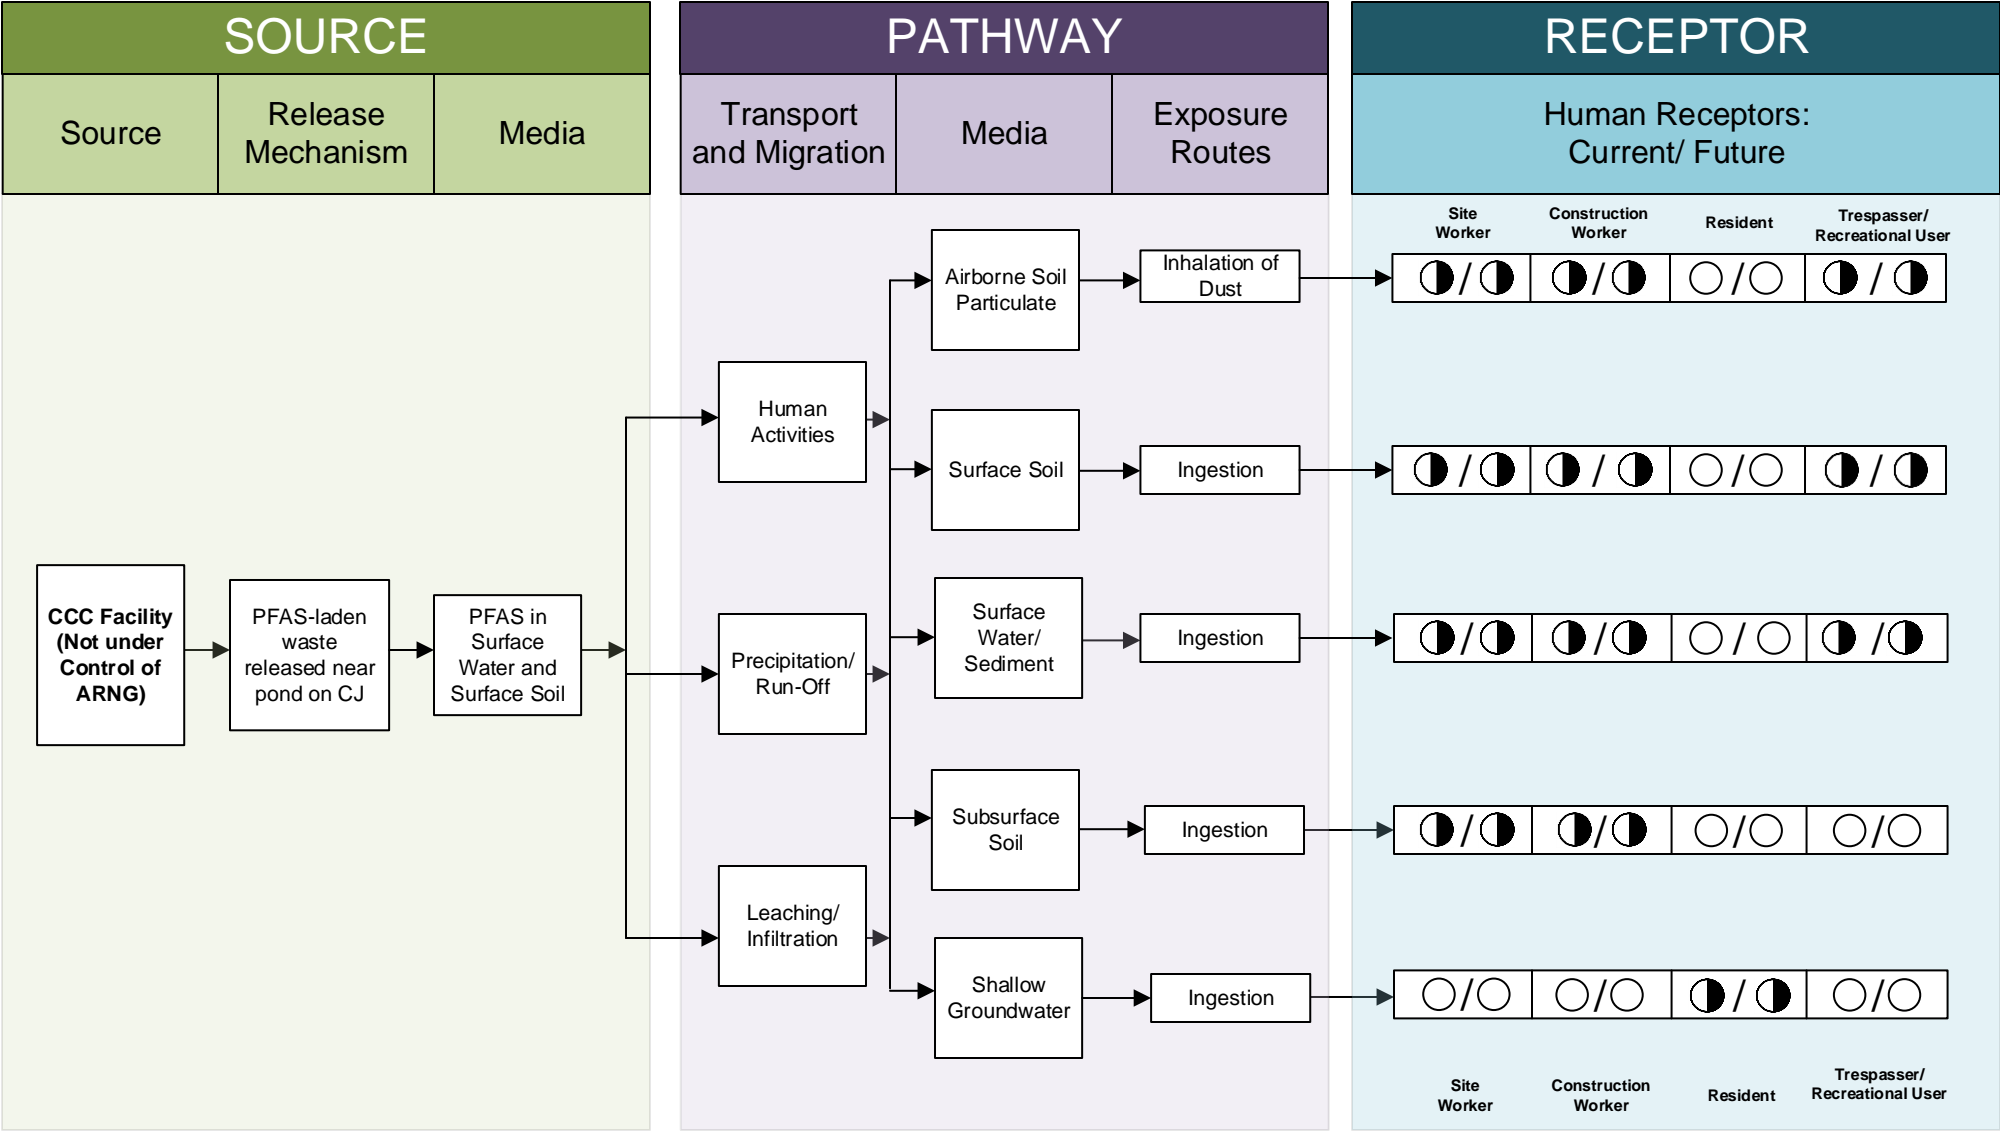 SOURCE
PATHWAY
RECEPTOR
Source
Release
Mechanism
Media
Transport
and Migration
Media
Exposure
Routes
Human Receptors:
Current/ Future
Site
Worker
Construction
Worker
Resident
Trespasser/
Recreational User
CCC Facility
(Not under
Control of
ARNG)
PFAS-laden
waste
released near
pond on CJ
PFAS in
Surface
Water and
Surface Soil
Human
Activities
Precipitation/
Run-Off
Leaching/
Infiltration
Airborne Soil
Particulate
Inhalation of
Dust
/ / / /
Surface Soil
Ingestion
/ / / /
Surface
Water/
Sediment
Ingestion
/ / / /
Subsurface
Soil
Ingestion
/ / / /
Shallow
Groundwater
Ingestion
/ / / /
Site
Worker
Construction
Worker
Resident
Trespasser/
Recreational User